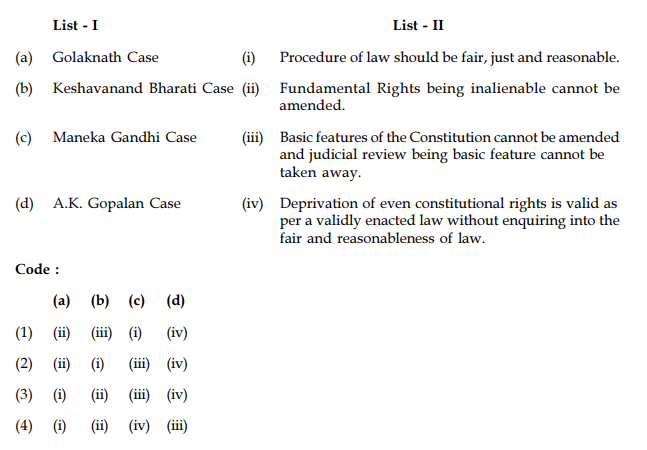 List - I List - II
(a) Golaknath Case (i) Procedure of law should be fair, just and reasonable.
(b) Keshavanand Bharati Case (ii) Fundamental Rights being inalienable cannot be
amended.
(c) Maneka Gandhi Case (iii) Basic features of the Constitution cannot be amended
and judicial review being basic feature cannot be
taken away.
(d) A.K. Gopalan Case (iv) Deprivation of even constitutional rights is valid as
per a validly enacted law without enquiring into the
fair and reasonableness of law.
Code :
(a) (b) (c) (d)
(1) (ii) (iii) (i) (iv)
(2) (ii) (i) (iii) (iv)
(3) (i) (ii) (iii) (iv)
(4) (i) (ii) (iv) (iii)